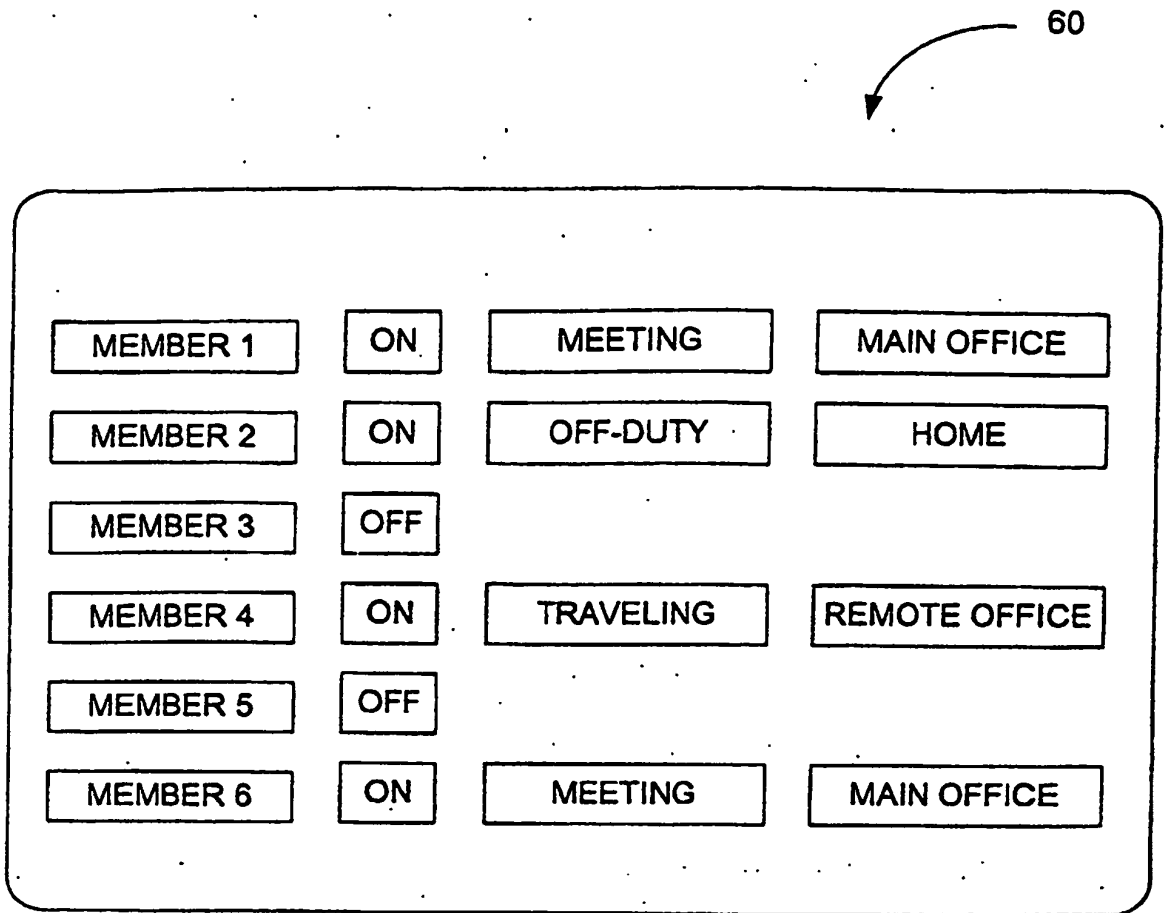 60
MEMBER 1 ON MEETING MAIN OFFICE
MEMBER 2 ON OFF-DUTY HOME
MEMBER 3 OFF
MEMBER 4 ON TRAVELING REMOTE OFFICE
MEMBER 5 OFF
MEMBER 6 ON MEETING MAIN OFFICE